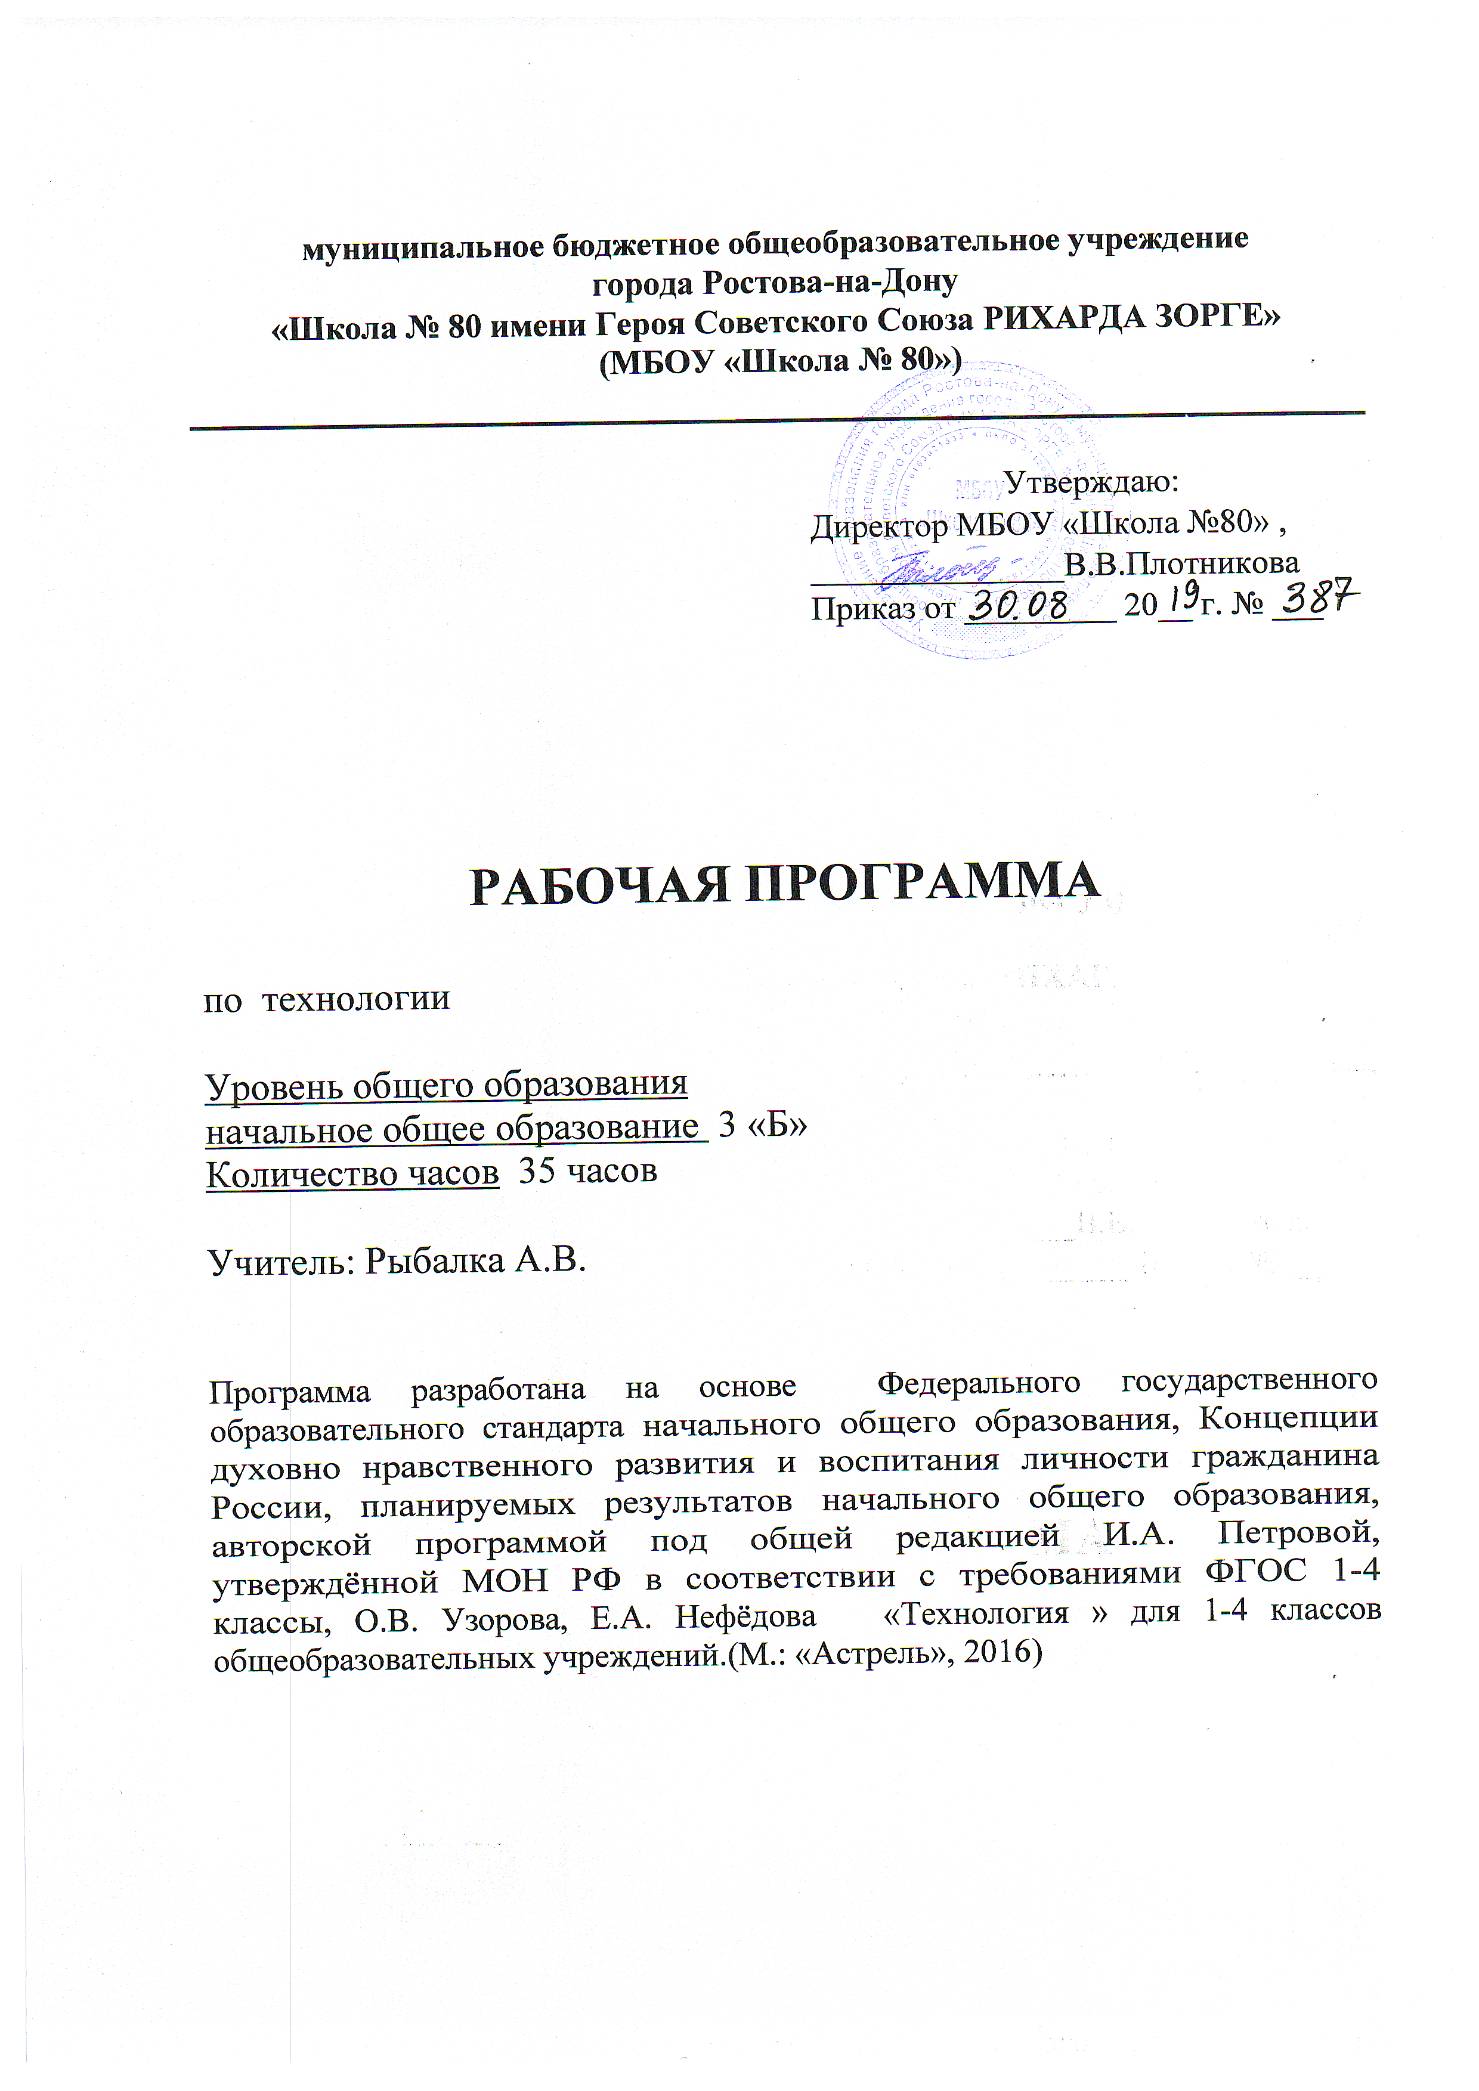 муниципальное бюджетное общеобразовательное учреждение
города Ростова-на-Дону
«Школа № 80 имени Героя Советского Союза РИХАРДА ЗОРГЕ»
(МБОУ «Школа № 80»)
МБОУ
Утверждаю:
Директор МБОУ «Школа №80» ,
В.В.Плотникова
Приказ от 30.08 2019г. № 387
РАБОЧАЯ ПРОГРАММА
по технологии
Уровень общего образования
начальное общее образование 3 «Б»
Количество часов 35 часов
Учитель: Рыбалка А.В.
Программа разработана на основе Федерального государственного
образовательного стандарта начального общего образования, Концепции
духовно нравственного развития и воспитания личности гражданина
России, планируемых результатов начального общего образования,
авторской программой под общей редакцией И.А. Петровой,
утверждённой МОН РФ в соответствии с требованиями ФГОС 1-4
классы, О.В. Узорова, Е.А. Нефёдова «Технология » для 1-4 классов
общеобразовательных учреждений.(М.: «Астрель», 2016)